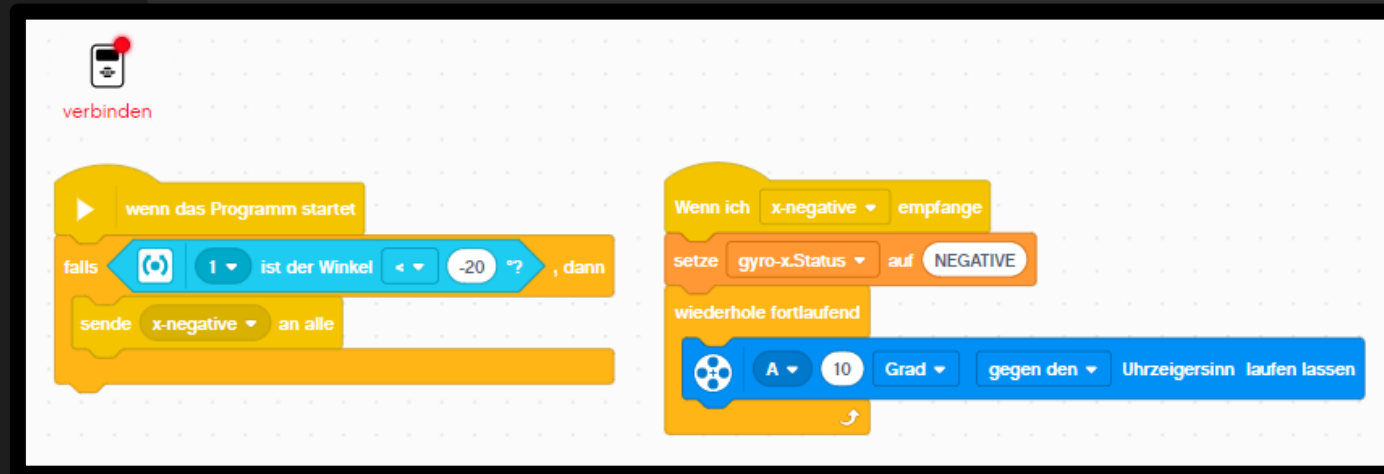 verbinden
wenn das Programm startet
falls 1 ist der Winkel < -20 °? , dann
sende x-negative an alle
Wenn ich x-negative empfange
setze gyro-x.Status auf NEGATIVE
wiederhole fortlaufend
A 10 Grad gegen den Uhrzeigersinn laufen lassen